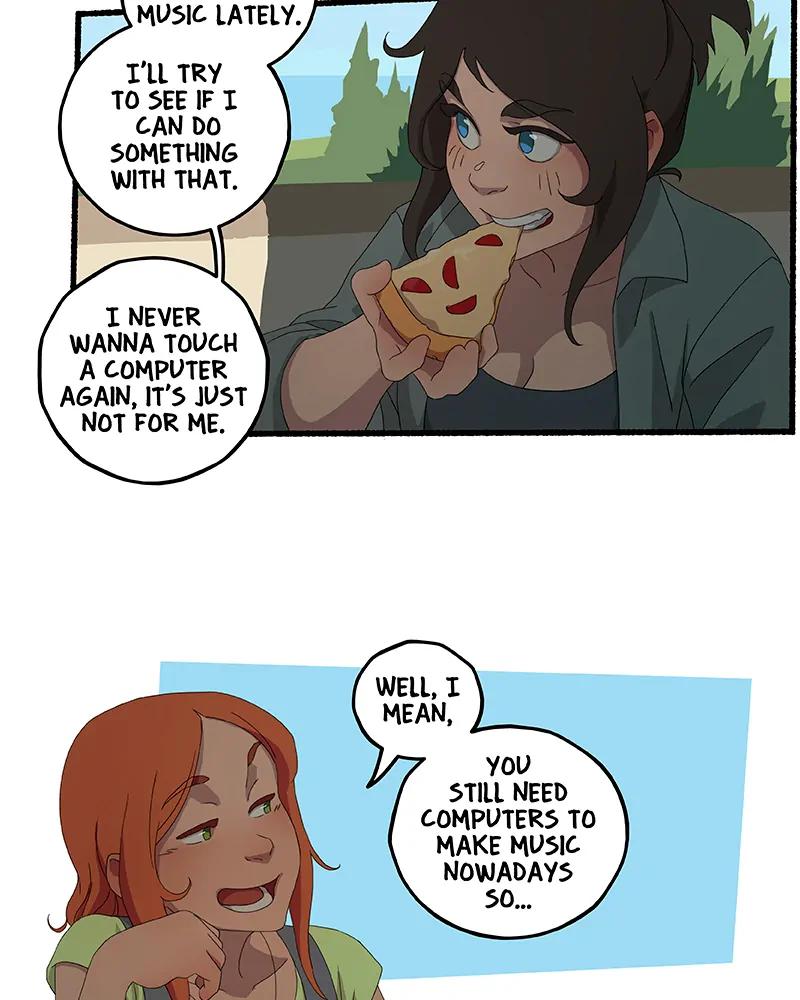 MUSIC LATELY.
I'LL TRY
TO SEE IF I
CAN DO
SOMETHING
WITH THAT.
I NEVER
WANNA TOUCH
A COMPUTER
AGAIN, IT'S JUST
NOT FOR ME.
WELL, I
MEAN,
YOU
STILL NEED
COMPUTERS TO
MAKE MUSIC
NOWADAYS
SO...